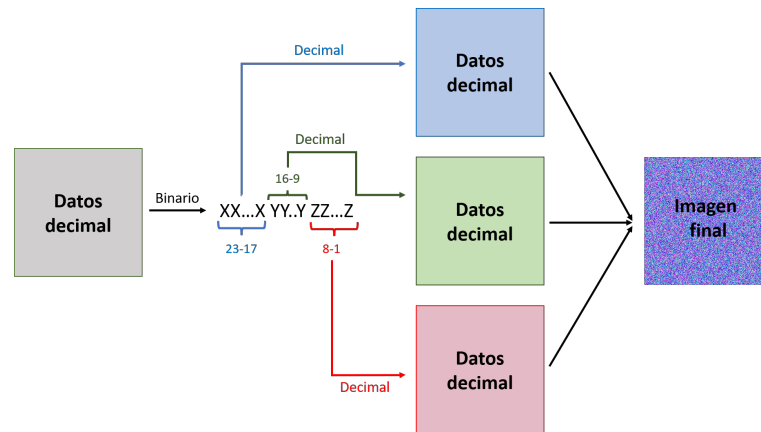 Decimal
Datos
decimal
Decimal
16-9
Datos
decimal
Binario
XX...X YY..Y ZZ...Z
23-17
8-1
Datos
decimal
Imagen
final
Decimal
Datos
decimal